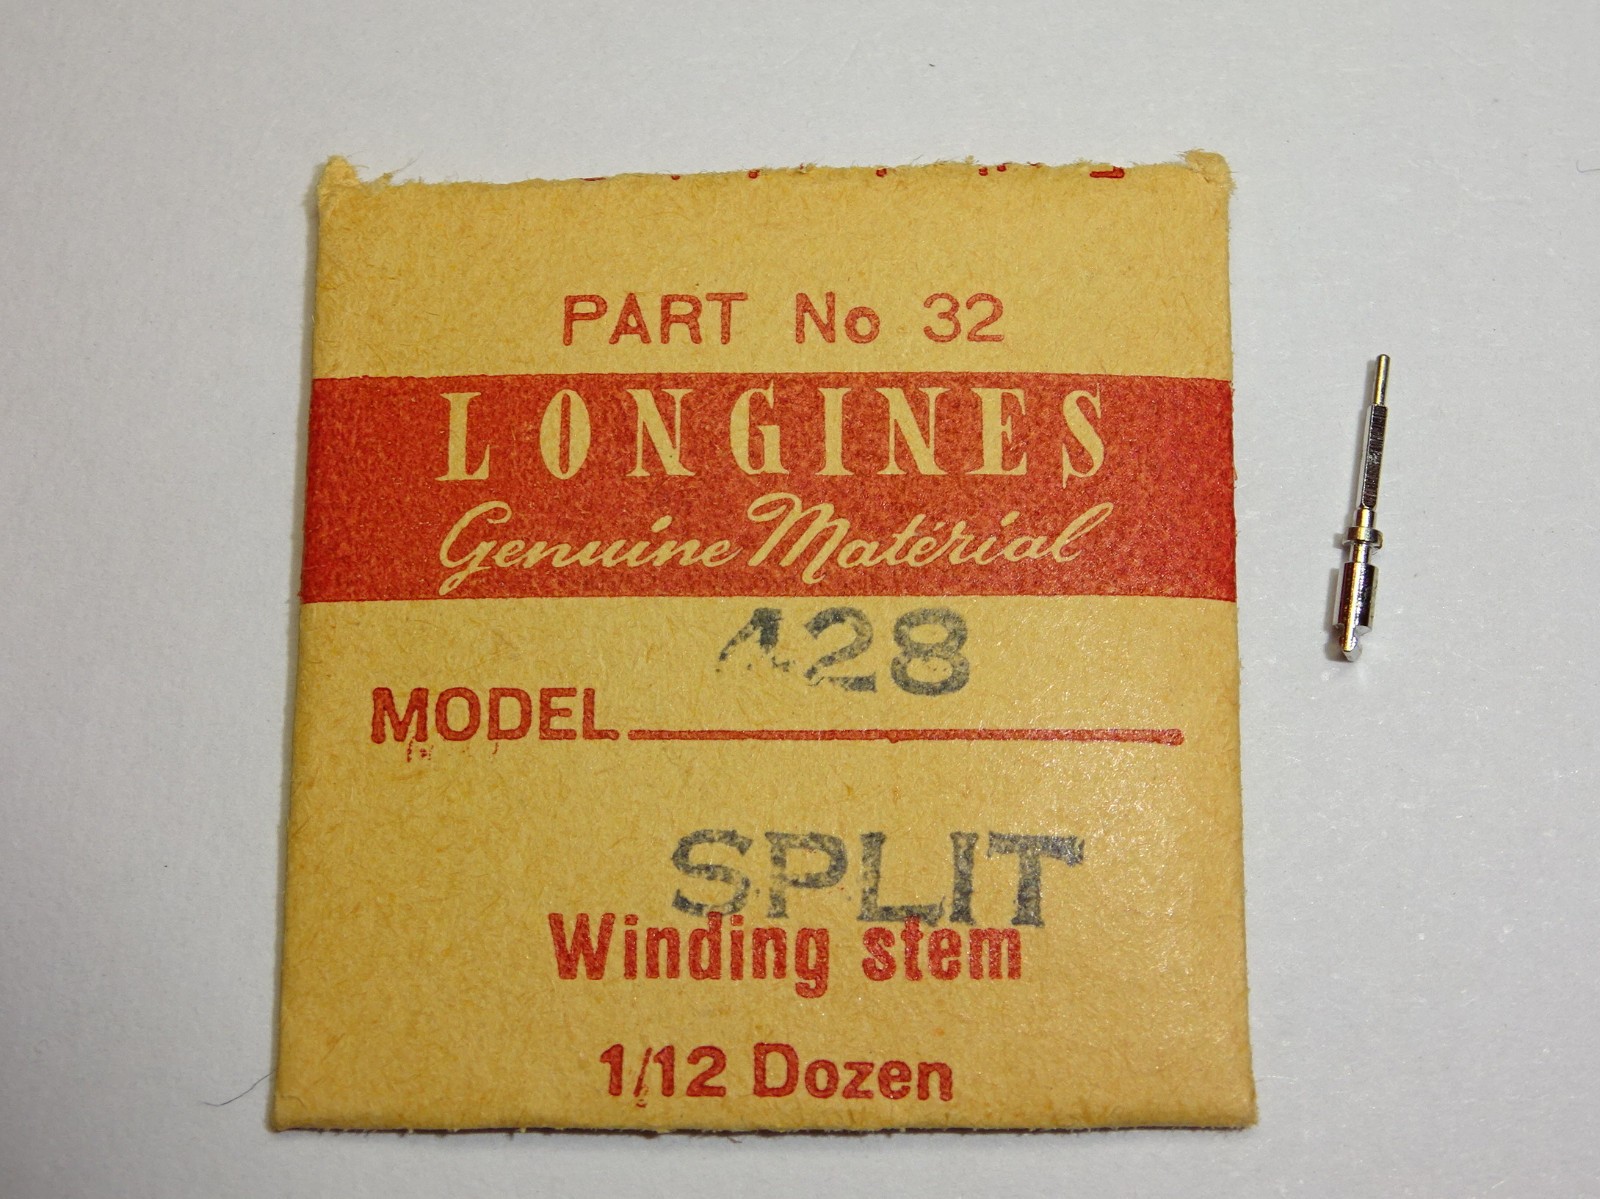 PART No 32
LONGINES
Genuine Matérial
428
MODEL
SPLIT
Winding stem
1/12 Dozen